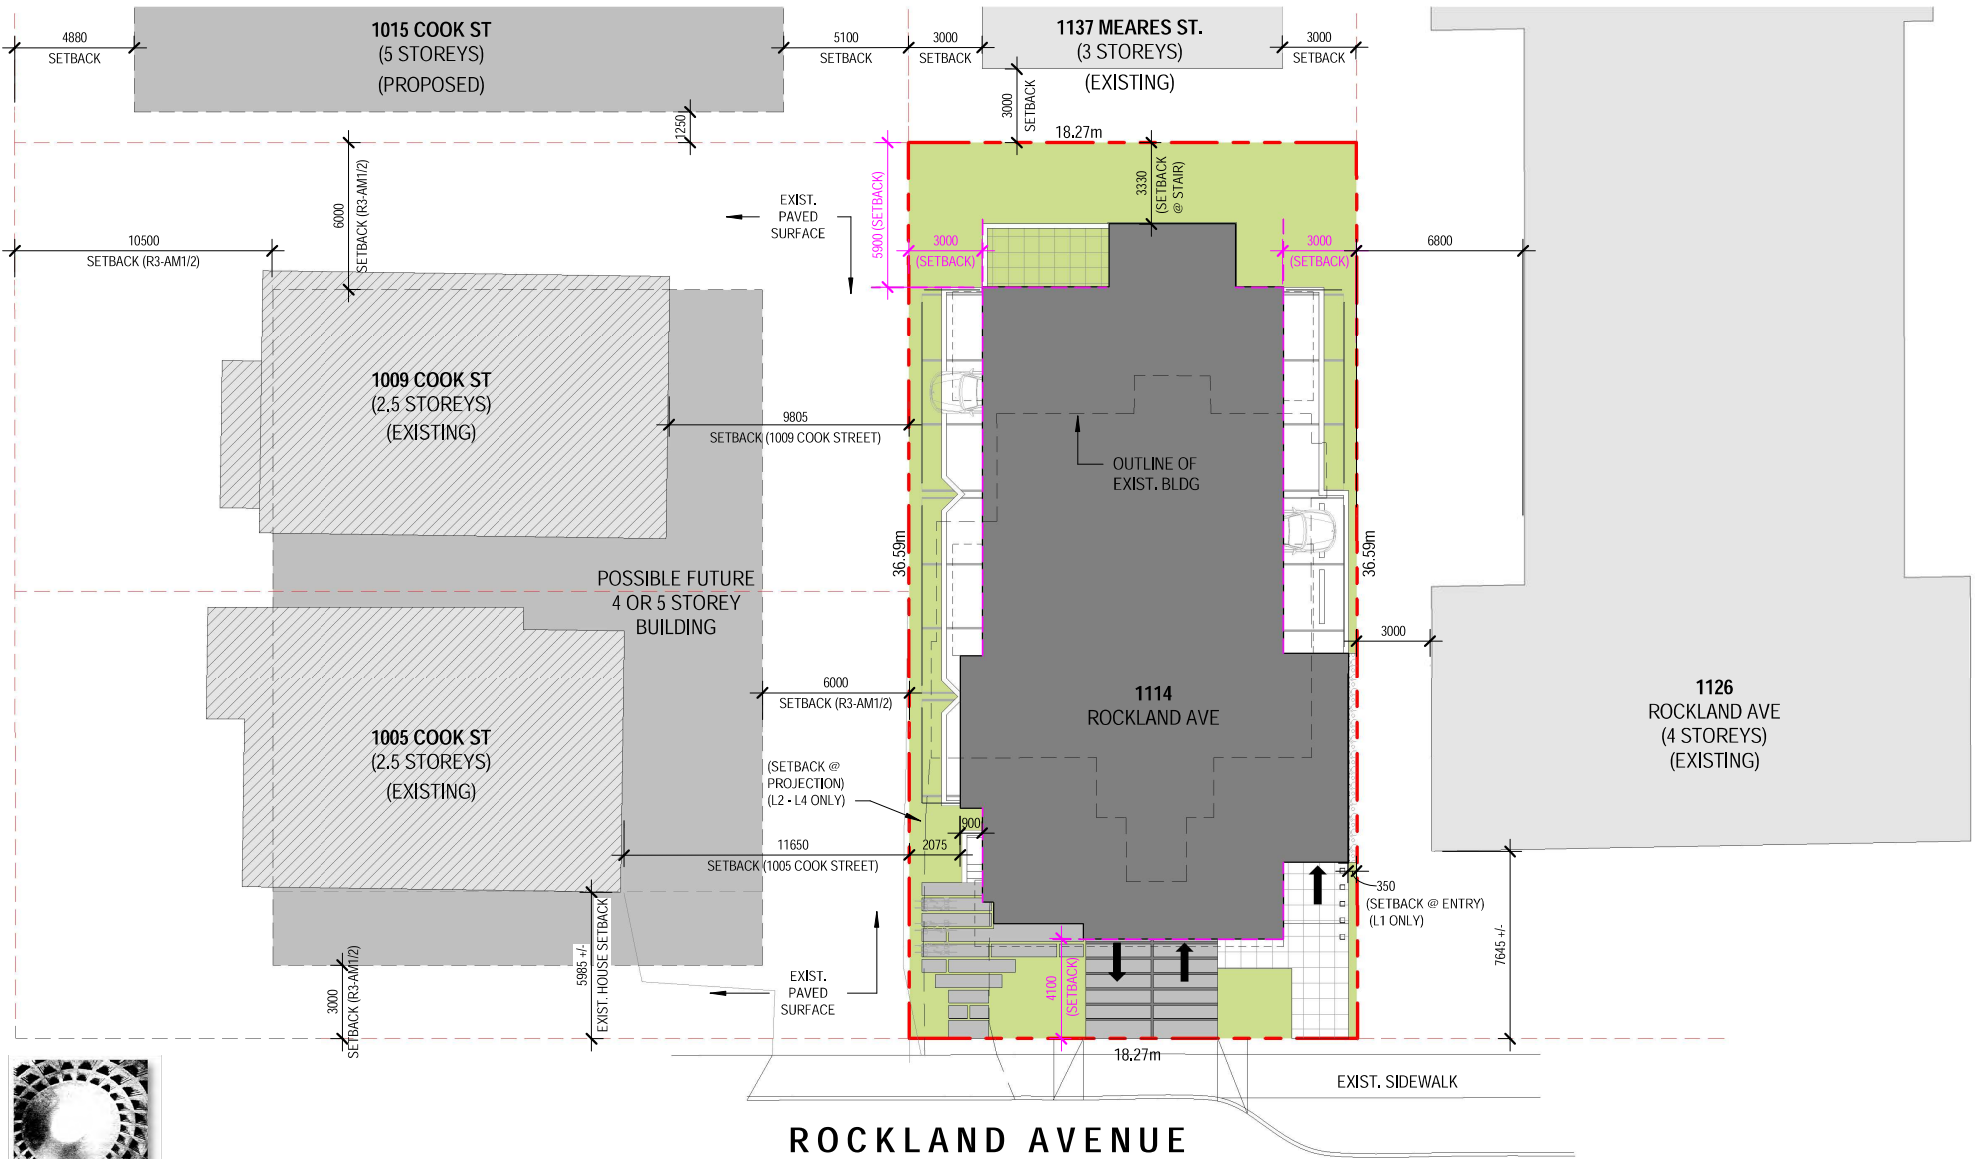 1015 COOK ST
(5 STOREYS)
(PROPOSED)
1137 MEARES ST.
(3 STOREYS)
(EXISTING)
4880
SETBACK
5100
SETBACK
3000
SETBACK
3000
SETBACK
3000
SETBACK
1250
18.27m
6000
SETBACK (R3-AM1/2)
EXIST.
PAVED
SURFACE
5900 (SETBACK)
3330
(SETBACK
@ STAIR)
10500
SETBACK (R3-AM1/2)
3000
(SETBACK)
3000
(SETBACK)
6800
1009 COOK ST
(2.5 STOREYS)
(EXISTING)
9805
SETBACK (1009 COOK STREET)
OUTLINE OF
EXIST. BLDG
36.59m
36.59m
POSSIBLE FUTURE
4 OR 5 STOREY
BUILDING
3000
6000
SETBACK (R3-AM1/2)
1114
ROCKLAND AVE
1126
ROCKLAND AVE
(4 STOREYS)
(EXISTING)
1005 COOK ST
(2.5 STOREYS)
(EXISTING)
(SETBACK @
PROJECTION)
(L2 - L4 ONLY)
900
11650
SETBACK (1005 COOK STREET)
2075
350
(SETBACK @ ENTRY)
(L1 ONLY)
5985 +/-
EXIST. HOUSE SETBACK
7645 +/-
3000
SETBACK (R3-AM1/2)
EXIST.
PAVED
SURFACE
4100
(SETBACK)
18.27m
EXIST. SIDEWALK
ROCKLAND AVENUE